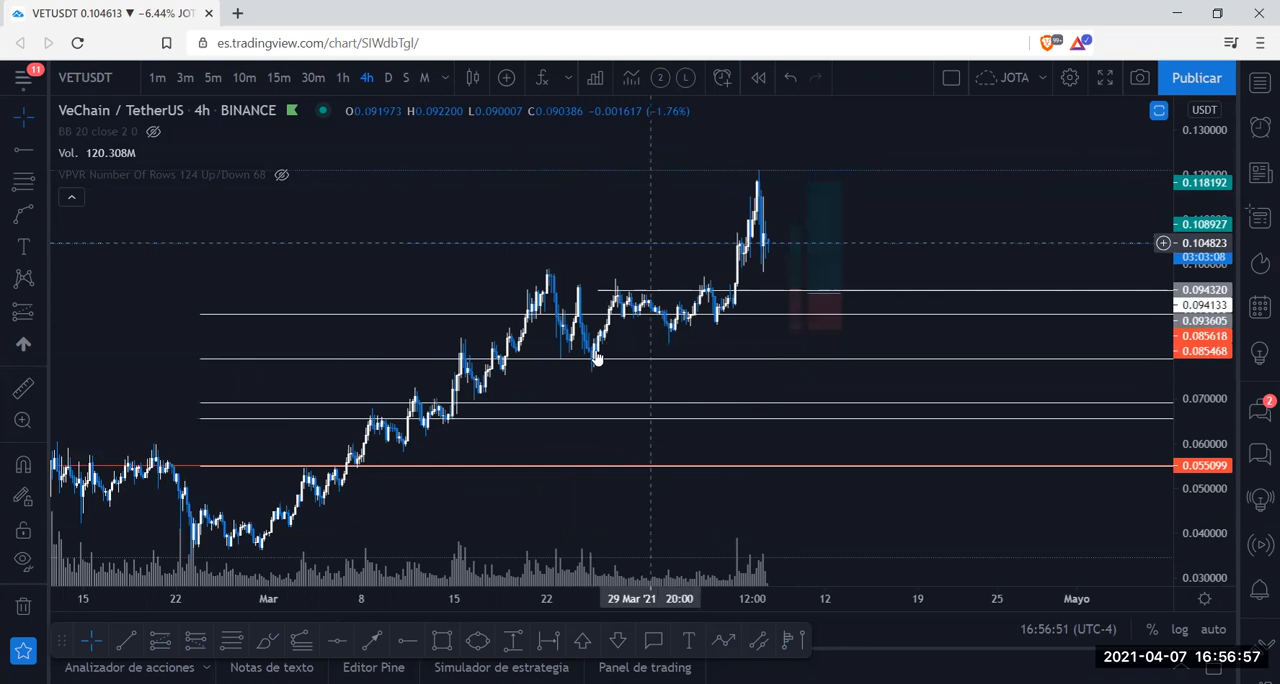 VETUSDT 0.104613 ▼ −6.44% JOT
es.tradingview.com/chart/SIWdbTgl/
99+
11
VETUSDT 1m 3m 5m 10m 15m 30m 1h 4h D S M 2 L JOTA Publicar
VeChain / TetherUS · 4h · BINANCE O0.091973 H0.092200 L0.090007 C0.090386 −0.001617 (−1.76%)
USDT
BB 20 close 2 0
Vol. 120.308M
VPVR Number Of Rows 124 Up/Down 68
0.130000
0.118192
0.108927
0.104823
03:03:08
0.094320
0.094133
0.093605
0.085618
0.085468
0.070000
0.060000
0.055099
0.050000
0.040000
0.030000
2
15 22 Mar 8 15 22 29 Mar '21 20:00 12:00 12 19 25 Mayo
16:56:51 (UTC-4) % log auto
2021-04-07 16:56:57
Analizador de acciones Notas de texto Editor Pine Simulador de estrategia Panel de trading